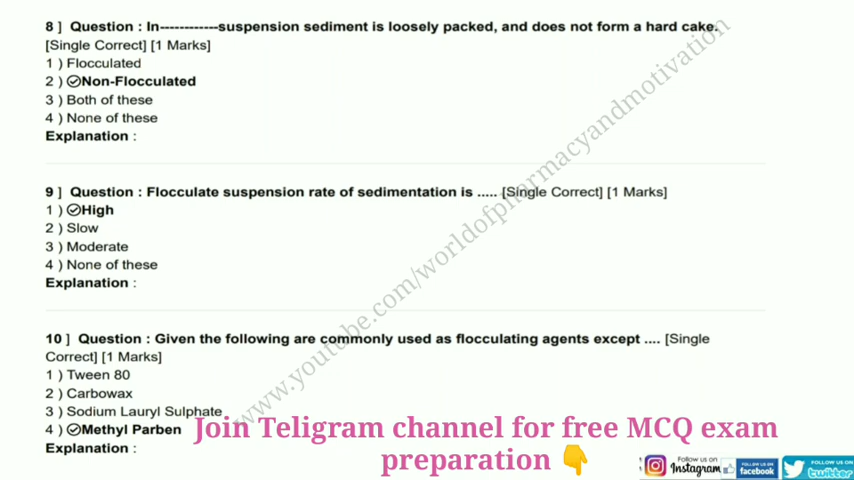 8 ] Question : In------------suspension sediment is loosely packed, and does not form a hard cake.
[Single Correct] [1 Marks]
1 ) Flocculated
2 ) Non-Flocculated
3 ) Both of these
4 ) None of these
Explanation :
9 ] Question : Flocculate suspension rate of sedimentation is ..... [Single Correct] [1 Marks]
1 ) High
2 ) Slow
3 ) Moderate
4 ) None of these
Explanation :
10 ] Question : Given the following are commonly used as flocculating agents except .... [Single
Correct] [1 Marks]
1 ) Tween 80
2 ) Carbowax
3 ) Sodium Lauryl Sulphate
4 ) Methyl Parben
Explanation :
www.youtube.com/worldofpharmacyandmotivation
Join Teligram channel for free MCQ exam
preparation 👇
Follow us on
Instagram
FOLLOW US ON
facebook
FOLLOW US ON
twitter